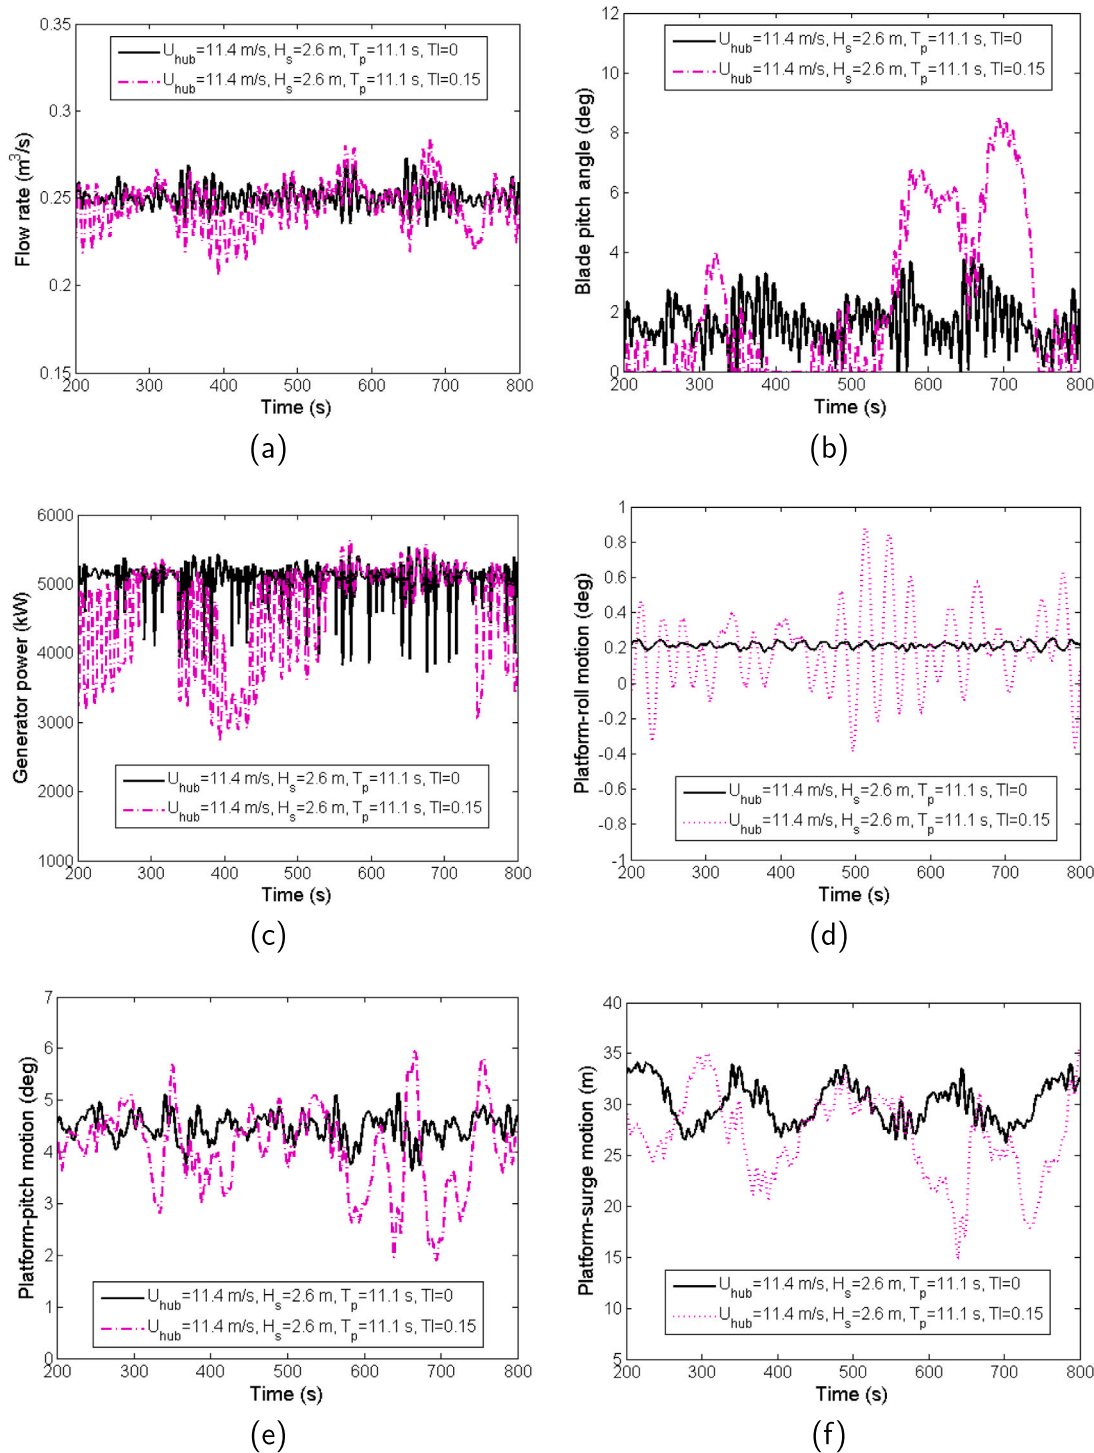 0.35
0.3
0.25
0.2
0.15
Flow rate (m³/s)
U_hub=11.4 m/s, H_s=2.6 m, T_p=11.1 s, TI=0
U_hub=11.4 m/s, H_s=2.6 m, T_p=11.1 s, TI=0.15
200 300 400 500 600 700 800
Time (s)
(a)
12
10
8
6
4
2
0
Blade pitch angle (deg)
U_hub=11.4 m/s, H_s=2.6 m, T_p=11.1 s, TI=0
U_hub=11.4 m/s, H_s=2.6 m, T_p=11.1 s, TI=0.15
200 300 400 500 600 700 800
Time (s)
(b)
6000
5000
4000
3000
2000
1000
Generator power (kW)
U_hub=11.4 m/s, H_s=2.6 m, T_p=11.1 s, TI=0
U_hub=11.4 m/s, H_s=2.6 m, T_p=11.1 s, TI=0.15
200 300 400 500 600 700 800
Time (s)
(c)
1
0.8
0.6
0.4
0.2
0
-0.2
-0.4
-0.6
-0.8
-1
Platform-roll motion (deg)
U_hub=11.4 m/s, H_s=2.6 m, T_p=11.1 s, TI=0
U_hub=11.4 m/s, H_s=2.6 m, T_p=11.1 s, TI=0.15
200 300 400 500 600 700 800
Time (s)
(d)
7
6
5
4
3
2
1
0
Platform-pitch motion (deg)
U_hub=11.4 m/s, H_s=2.6 m, T_p=11.1 s, TI=0
U_hub=11.4 m/s, H_s=2.6 m, T_p=11.1 s, TI=0.15
200 300 400 500 600 700 800
Time (s)
(e)
40
35
30
25
20
15
10
5
Platform-surge motion (m)
U_hub=11.4 m/s, H_s=2.6 m, T_p=11.1 s, TI=0
U_hub=11.4 m/s, H_s=2.6 m, T_p=11.1 s, TI=0.15
200 300 400 500 600 700 800
Time (s)
(f)